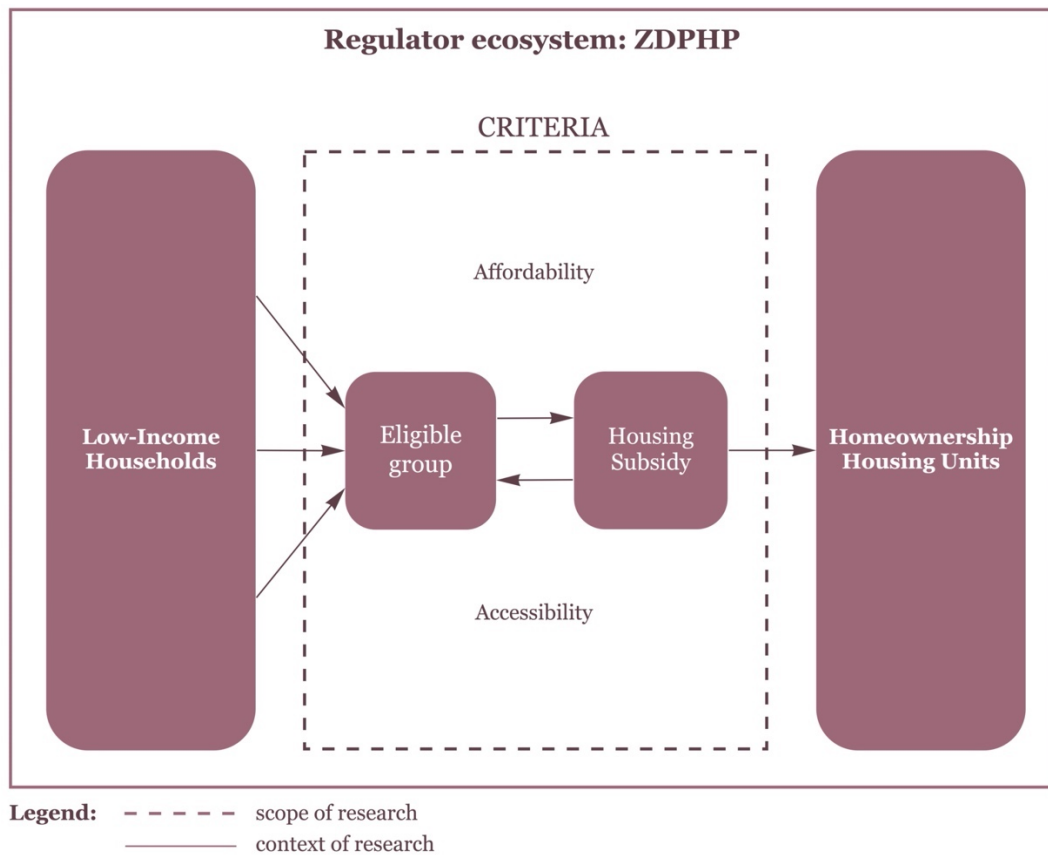 Regulator ecosystem: ZDPHP
CRITERIA
Affordability
Low-Income
Households
Eligible
group
Housing
Subsidy
Homeownership
Housing Units
Accessibility
Legend:
scope of research
context of research